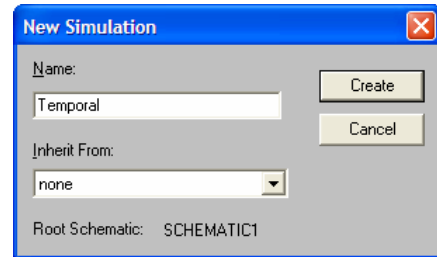 New Simulation
Name:
Create
Temporal
Cancel
Inherit From:
none
Root Schematic: SCHEMATIC1